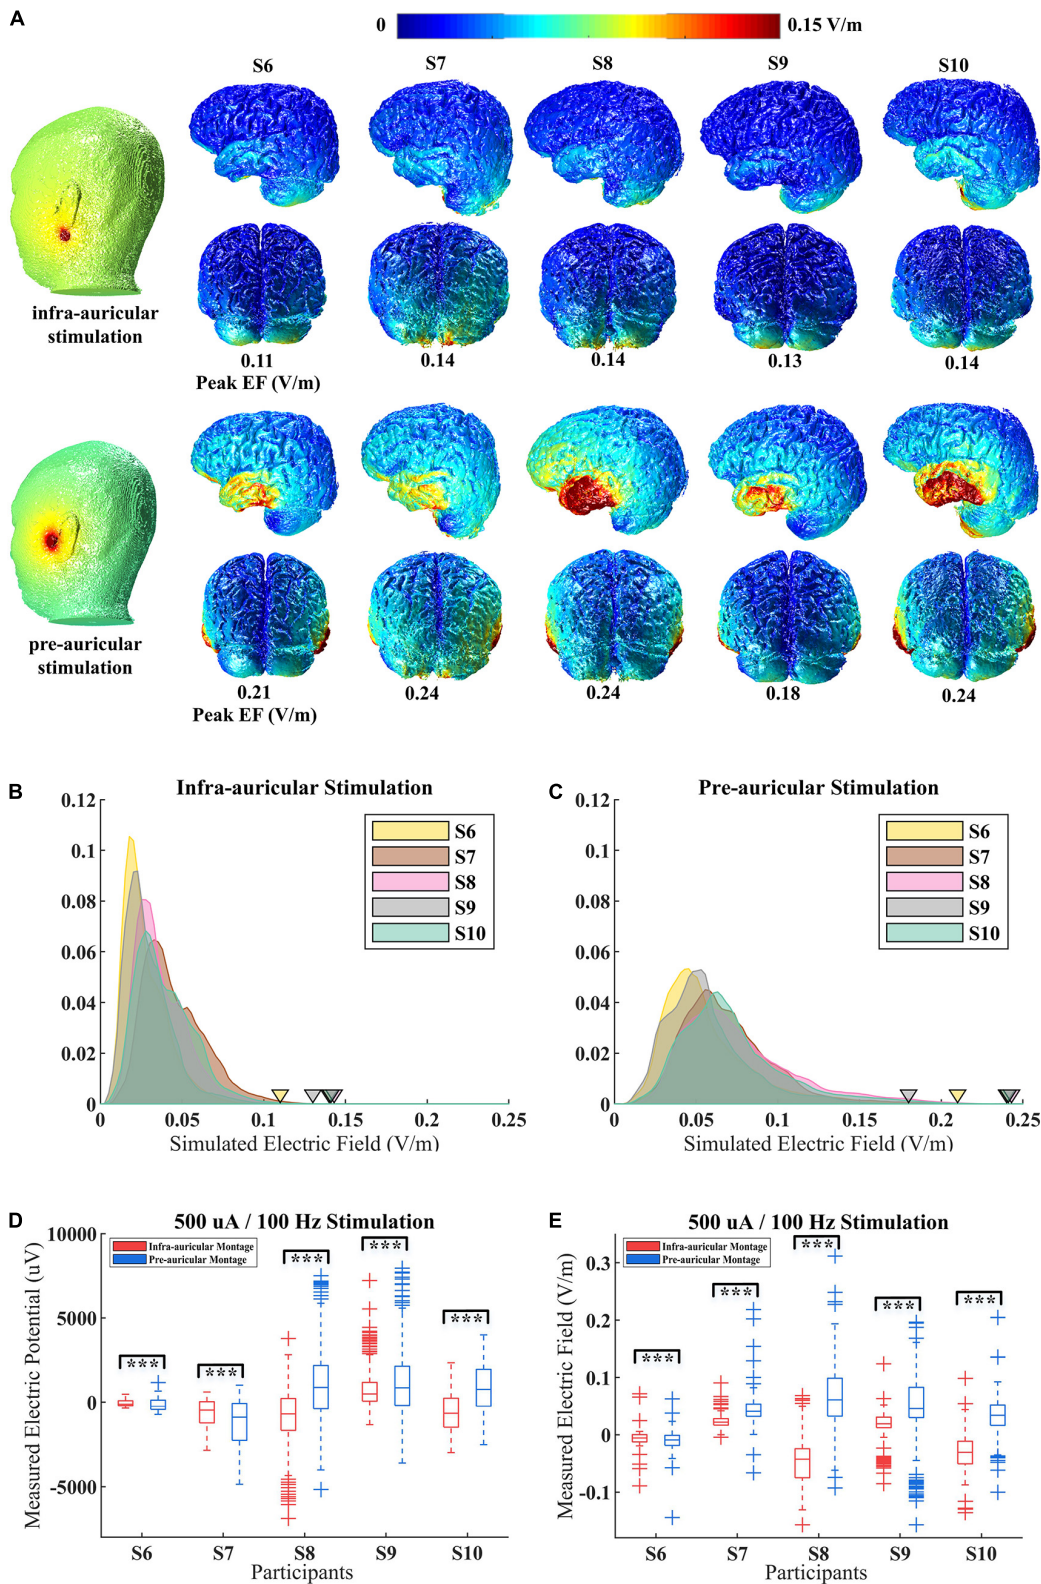 A
0
0.15 V/m
S6 S7 S8 S9 S10
infra-auricular
stimulation
0.11 0.14 0.14 0.13 0.14
Peak EF (V/m)
pre-auricular
stimulation
0.21 0.24 0.24 0.18 0.24
Peak EF (V/m)
B
Infra-auricular Stimulation
0.12
0.1
0.08
0.06
0.04
0.02
0
0 0.05 0.1 0.15 0.2 0.25
Simulated Electric Field (V/m)
S6
S7
S8
S9
S10
C
Pre-auricular Stimulation
0.12
0.1
0.08
0.06
0.04
0.02
0
0 0.05 0.1 0.15 0.2 0.25
Simulated Electric Field (V/m)
S6
S7
S8
S9
S10
D
500 uA / 100 Hz Stimulation
Infra-auricular Montage
Pre-auricular Montage
Measured Electric Potential (uV)
10000
5000
0
-5000
*** *** *** *** ***
S6 S7 S8 S9 S10
Participants
E
500 uA / 100 Hz Stimulation
Infra-auricular Montage
Pre-auricular Montage
Measured Electric Field (V/m)
0.3
0.2
0.1
0
-0.1
*** *** *** *** ***
S6 S7 S8 S9 S10
Participants